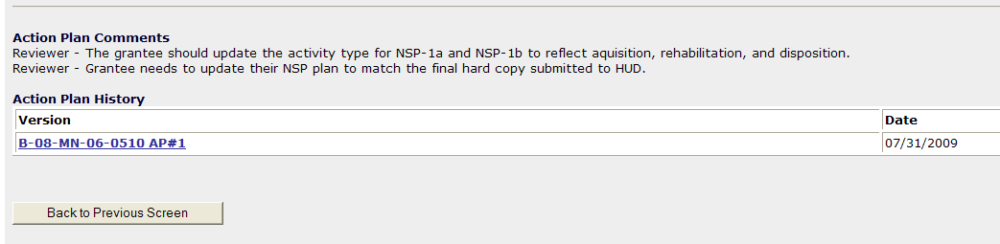 Action Plan Comments
Reviewer - The grantee should update the activity type for NSP-1a and NSP-1b to reflect aquisition, rehabilitation, and disposition.
Reviewer - Grantee needs to update their NSP plan to match the final hard copy submitted to HUD.
Action Plan History
Version Date
B-08-MN-06-0510 AP#1 07/31/2009
Back to Previous Screen